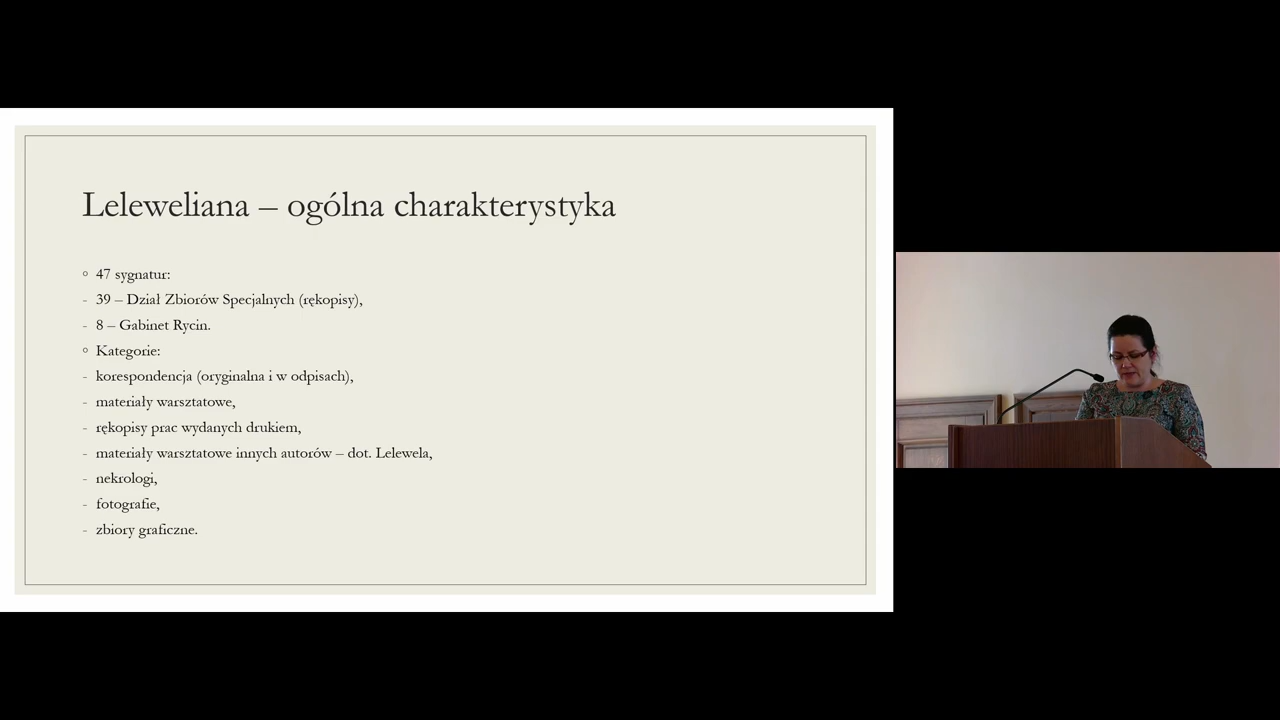 Leleweliana – ogólna charakterystyka
◦ 47 sygnatur:
- 39 – Dział Zbiorów Specjalnych (rękopisy),
- 8 – Gabinet Rycin.
◦ Kategorie:
- korespondencja (oryginalna i w odpisach),
- materiały warsztatowe,
- rękopisy prac wydanych drukiem,
- materiały warsztatowe innych autorów – dot. Lelewela,
- nekrologi,
- fotografie,
- zbiory graficzne.